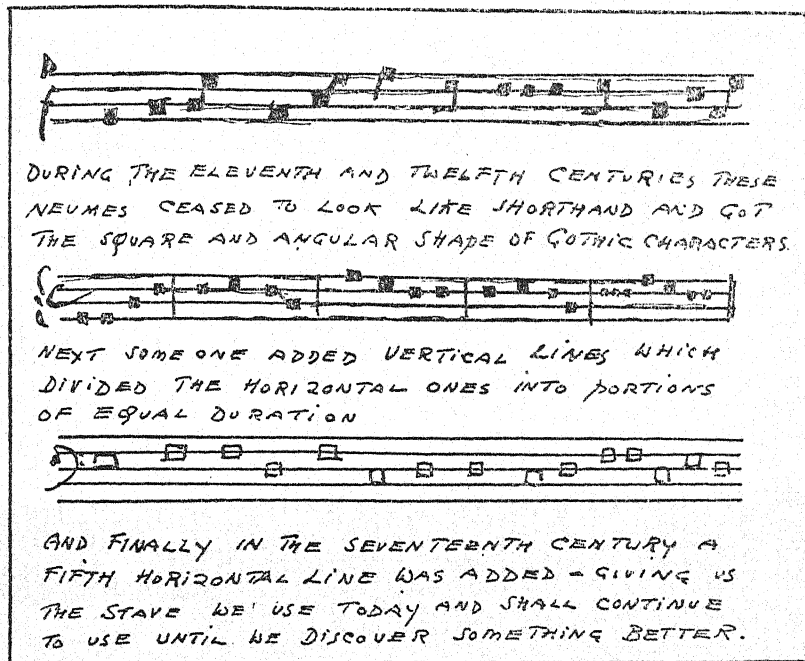 DURING THE ELEVENTH AND TWELFTH CENTURIES THESE
NEUMES CEASED TO LOOK LIKE SHORTHAND AND GOT
THE SQUARE AND ANGULAR SHAPE OF GOTHIC CHARACTERS.
NEXT SOMEONE ADDED VERTICAL LINES WHICH
DIVIDED THE HORIZONTAL ONES INTO PORTIONS
OF EQUAL DURATION
AND FINALLY IN THE SEVENTEENTH CENTURY A
FIFTH HORIZONTAL LINE WAS ADDED - GIVING US
THE STAVE WE USE TODAY AND SHALL CONTINUE
TO USE UNTIL WE DISCOVER SOMETHING BETTER.